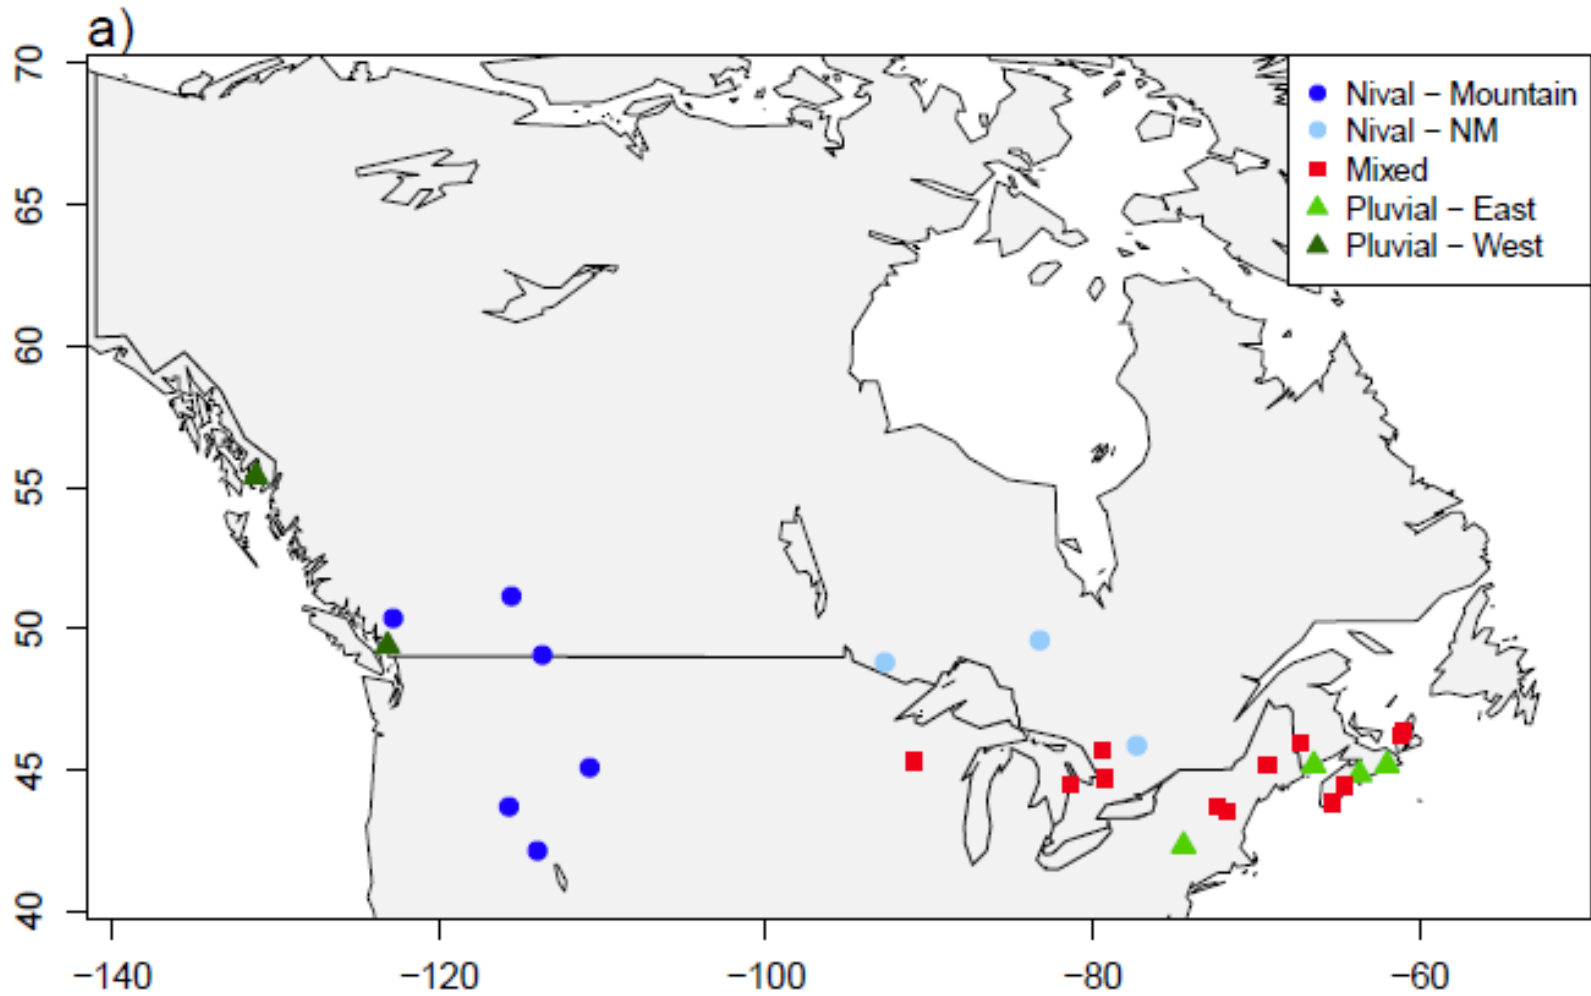 a)
70
65
60
55
50
45
40
Nival − Mountain
Nival − NM
Mixed
Pluvial − East
Pluvial − West
−140 −120 −100 −80 −60